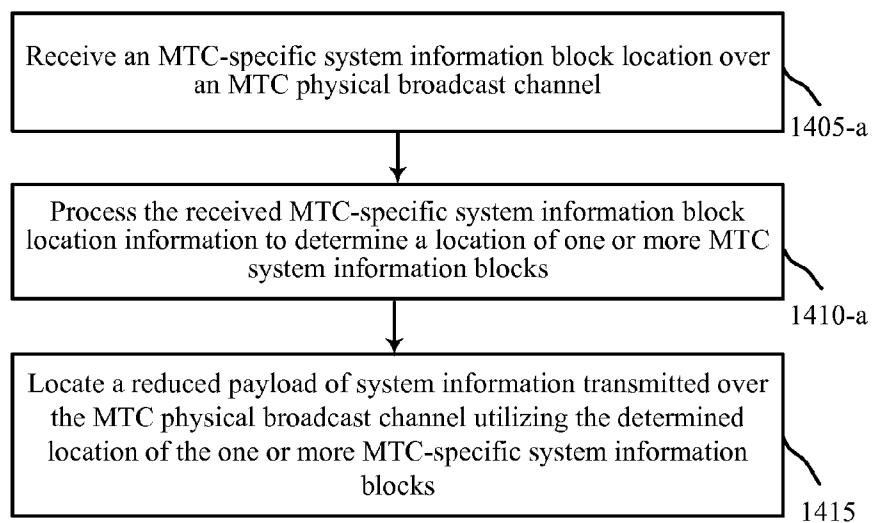 Receive an MTC-specific system information block location over
an MTC physical broadcast channel
1405-a
Process the received MTC-specific system information block
location information to determine a location of one or more MTC
system information blocks
1410-a
Locate a reduced payload of system information transmitted over
the MTC physical broadcast channel utilizing the determined
location of the one or more MTC-specific system information
blocks
1415